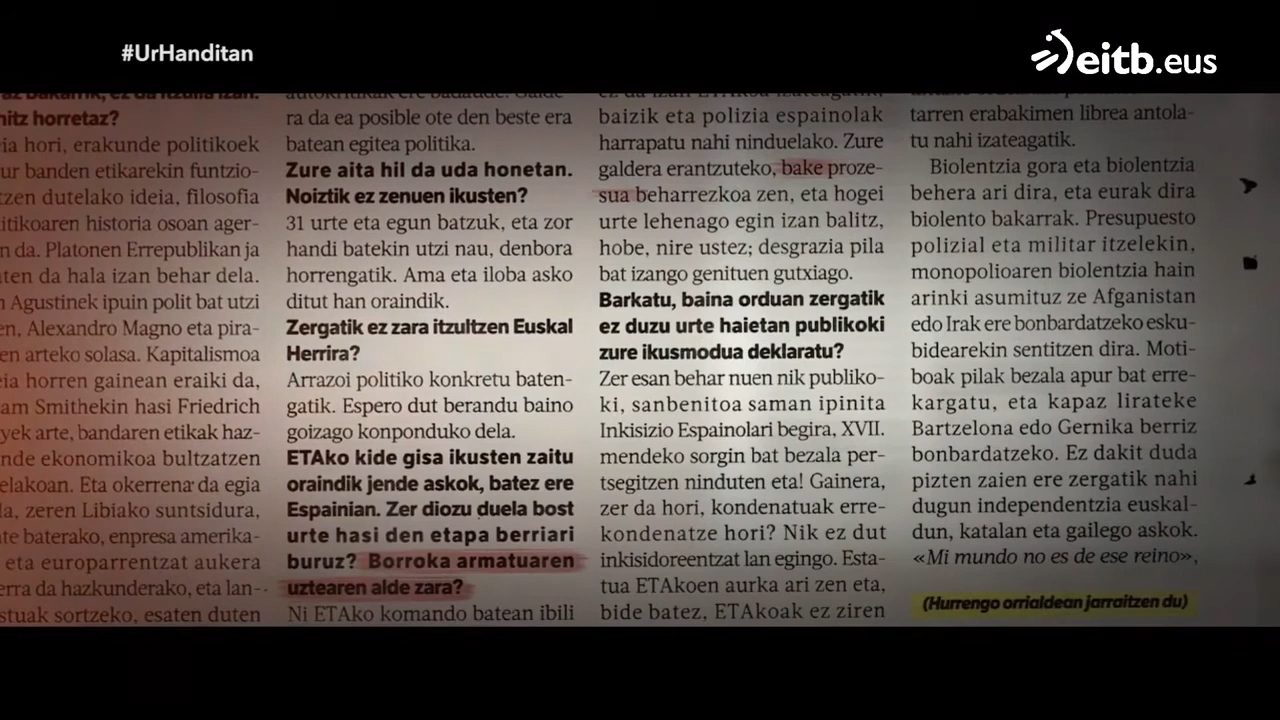 #UrHanditan
eitb.eus
bakarrik, ez da itzulia izan.
horretaz?
hori, erakunde politikoek
banden etikarekin funtzio-
dutelako ideia, filosofia
historia osoan ager-
da. Platonen Errepublikan ja
da hala izan behar dela.
Agustinek ipuin polit bat utzi
Alexandro Magno eta pira-
arteko solasa. Kapitalismoa
horren gainean eraiki da,
Smithekin hasi Friedrich
arte, bandaren etikak haz-
ekonomikoa bultzatzen
Eta okerrena da egia
zeren Libiako suntsidura,
baterako, enpresa amerika-
eta europarrentzat aukera
da hazkunderako, eta lan-
sortzeko, esaten duten
autokritikak ere badaude. Galde-
ra da ea posible ote den beste era
batean egitea politika.
Zure aita hil da uda honetan.
Noiztik ez zenuen ikusten?
31 urte eta egun batzuk, eta zor
handi batekin utzi nau, denbora
horrengatik. Ama eta iloba asko
ditut han oraindik.
Zergatik ez zara itzultzen Euskal
Herrira?
Arrazoi politiko konkretu baten-
gatik. Espero dut berandu baino
goizago konponduko dela.
ETAko kide gisa ikusten zaitu
oraindik jende askok, batez ere
Espainian. Zer diozu duela bost
urte hasi den etapa berriari
buruz? Borroka armatuaren
uztearen alde zara?
Ni ETAko komando batean ibili
ez da izan ETAkoa izateagatik,
baizik eta polizia espainolak
harrapatu nahi ninduelako. Zure
galdera erantzuteko, bake proze-
sua beharrezkoa zen, eta hogei
urte lehenago egin izan balitz,
hobe, nire ustez; desgrazia pila
bat izango genituen gutxiago.
Barkatu, baina orduan zergatik
ez duzu urte haietan publikoki
zure ikusmodua deklaratu?
Zer esan behar nuen nik publiko-
ki, sanbenitoa saman ipinita
Inkisizio Espainolari begira, XVII.
mendeko sorgin bat bezala per-
tsegitzen ninduten eta! Gainera,
zer da hori, kondenatuak erre-
kondenatze hori? Nik ez dut
inkisidoreentzat lan egingo. Esta-
tua ETAkoen aurka ari zen eta,
bide batez, ETAkoak ez ziren
tarren erabakimen librea antola-
tu nahi izateagatik.
Biolentzia gora eta biolentzia
behera ari dira, eta eurak dira
biolento bakarrak. Presupuesto
polizial eta militar itzelekin,
monopolioaren biolentzia hain
arinki asumituz ze Afganistan
edo Irak ere bonbardatzeko esku-
bidearekin sentitzen dira. Moti-
boak pilak bezala apur bat erre-
kargatu, eta kapaz lirateke
Bartzelona edo Gernika berriz
bonbardatzeko. Ez dakit duda
pizten zaien ere zergatik nahi
dugun independentzia euskal-
dun, katalan eta gailego askok.
«Mi mundo no es de ese reino»,
(Hurrengo orrialdean jarraitzen du)